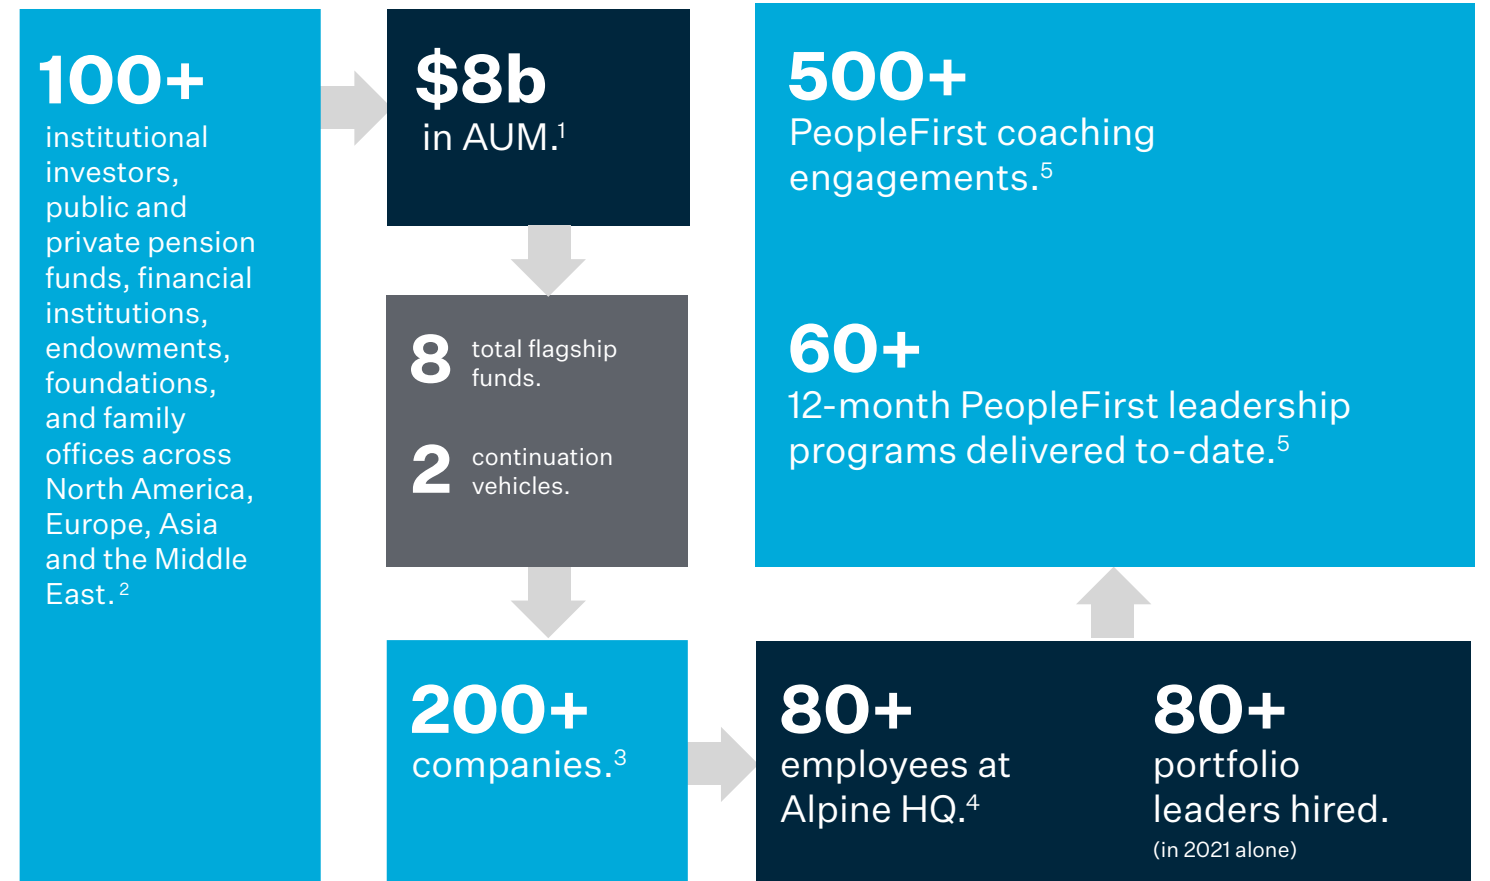 100+
institutional
investors,
public and
private pension
funds, financial
institutions,
endowments,
foundations,
and family
offices across
North America,
Europe, Asia
and the Middle
East. 2
$8b
in AUM.1
8 total flagship
funds.
2 continuation
vehicles.
200+
companies.3
80+
employees at
Alpine HQ.4
80+
portfolio
leaders hired.
(in 2021 alone)
500+
PeopleFirst coaching
engagements.5
60+
12-month PeopleFirst leadership
programs delivered to-date.5